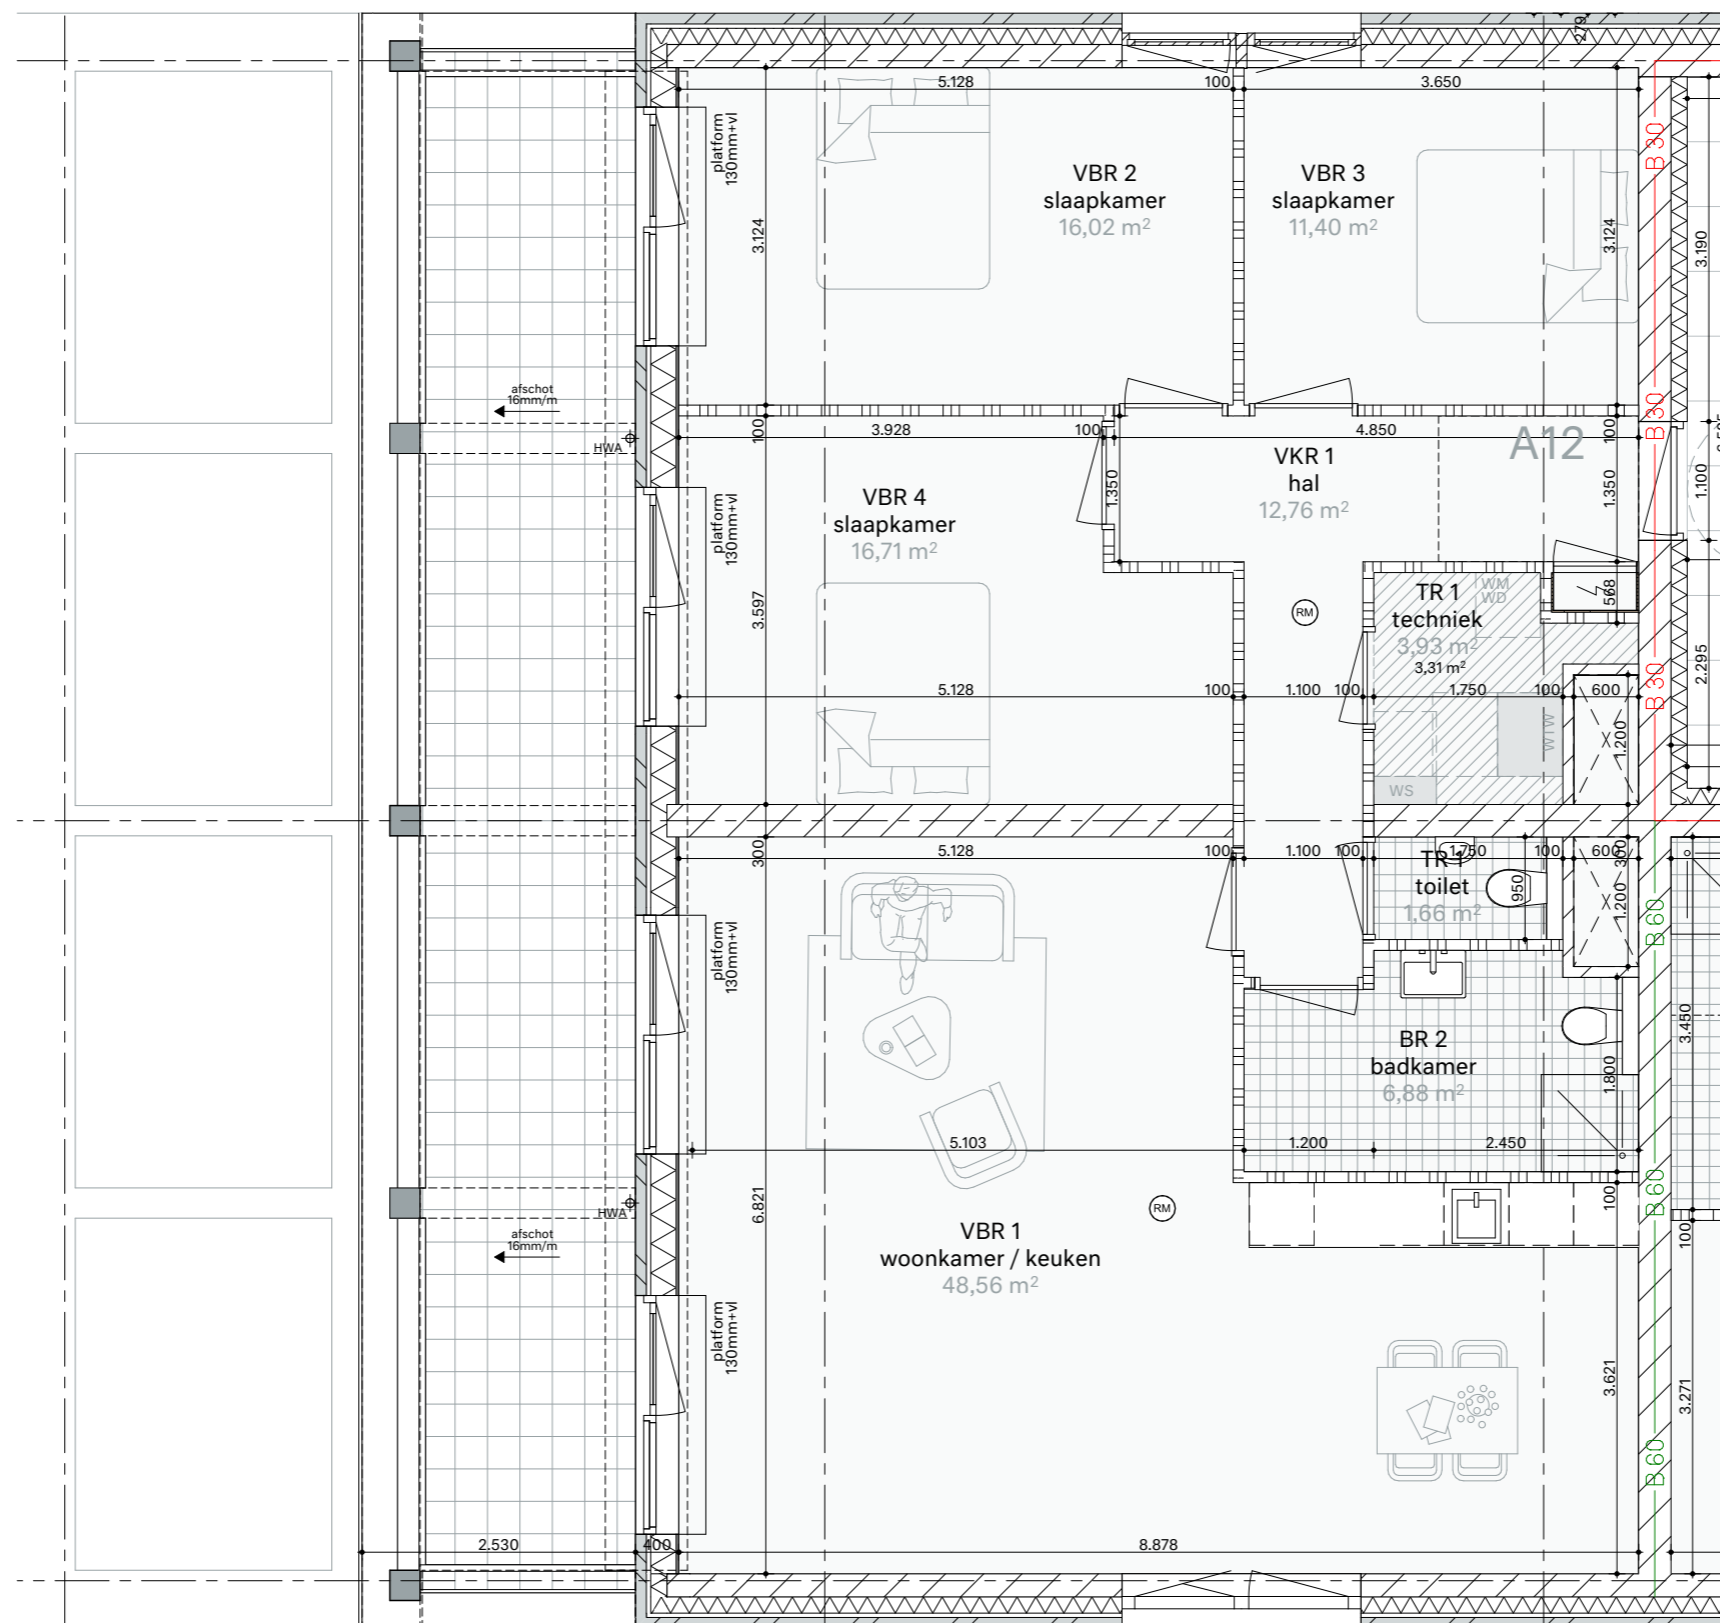 279
5.128
100
3.650
platform
130mm+vl
VBR 2
slaapkamer
16,02 m²
VBR 3
slaapkamer
11,40 m²
B 30
3.124
3.124
3.190
afschot
16mm/m
HWA
100
3.928
100
4.850
100
B 30
A12
VKR 1
hal
12,76 m²
1.350
1.350
1.100
platform
130mm+vl
VBR 4
slaapkamer
16,71 m²
3.597
RM
TR 1
techniek
3,93 m²
3,31 m²
WM
WD
568
B 30
2.295
5.128
100
1.100
100
1.750
100
600
1.200
WTW
WS
300
5.128
100
1.100
100
1.750
100
600
300
TR 1
toilet
1,66 m²
950
1.200
B 60
platform
130mm+vl
BR 2
badkamer
6,88 m²
1.800
3.450
5.103
1.200
2.450
6.821
HWA
afschot
16mm/m
RM
100
B 60
100
VBR 1
woonkamer / keuken
48,56 m²
platform
130mm+vl
3.621
3.271
B 60
2.530
400
8.878